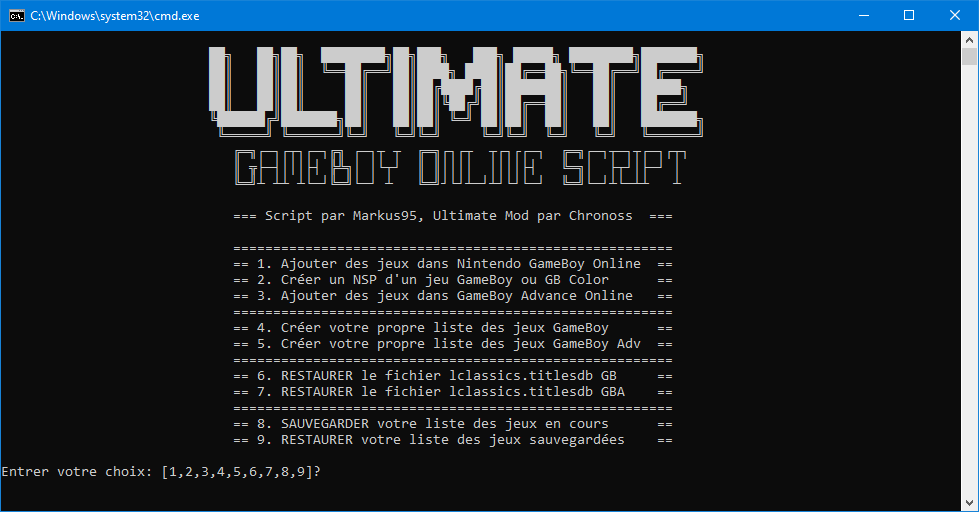 C:\Windows\system32\cmd.exe
ULTIMATE
GAMEBOY ONLINE SCRIPT
=== Script par Markus95, Ultimate Mod par Chronoss ===
=======================================================
== 1. Ajouter des jeux dans Nintendo GameBoy Online ==
== 2. Créer un NSP d'un jeu GameBoy ou GB Color ==
== 3. Ajouter des jeux dans GameBoy Advance Online ==
=======================================================
== 4. Créer votre propre liste des jeux GameBoy ==
== 5. Créer votre propre liste des jeux GameBoy Adv ==
=======================================================
== 6. RESTAURER le fichier lclassics.titlesdb GB ==
== 7. RESTAURER le fichier lclassics.titlesdb GBA ==
=======================================================
== 8. SAUVEGARDER votre liste des jeux en cours ==
== 9. RESTAURER votre liste des jeux sauvegardées ==
Entrer votre choix: [1,2,3,4,5,6,7,8,9]?